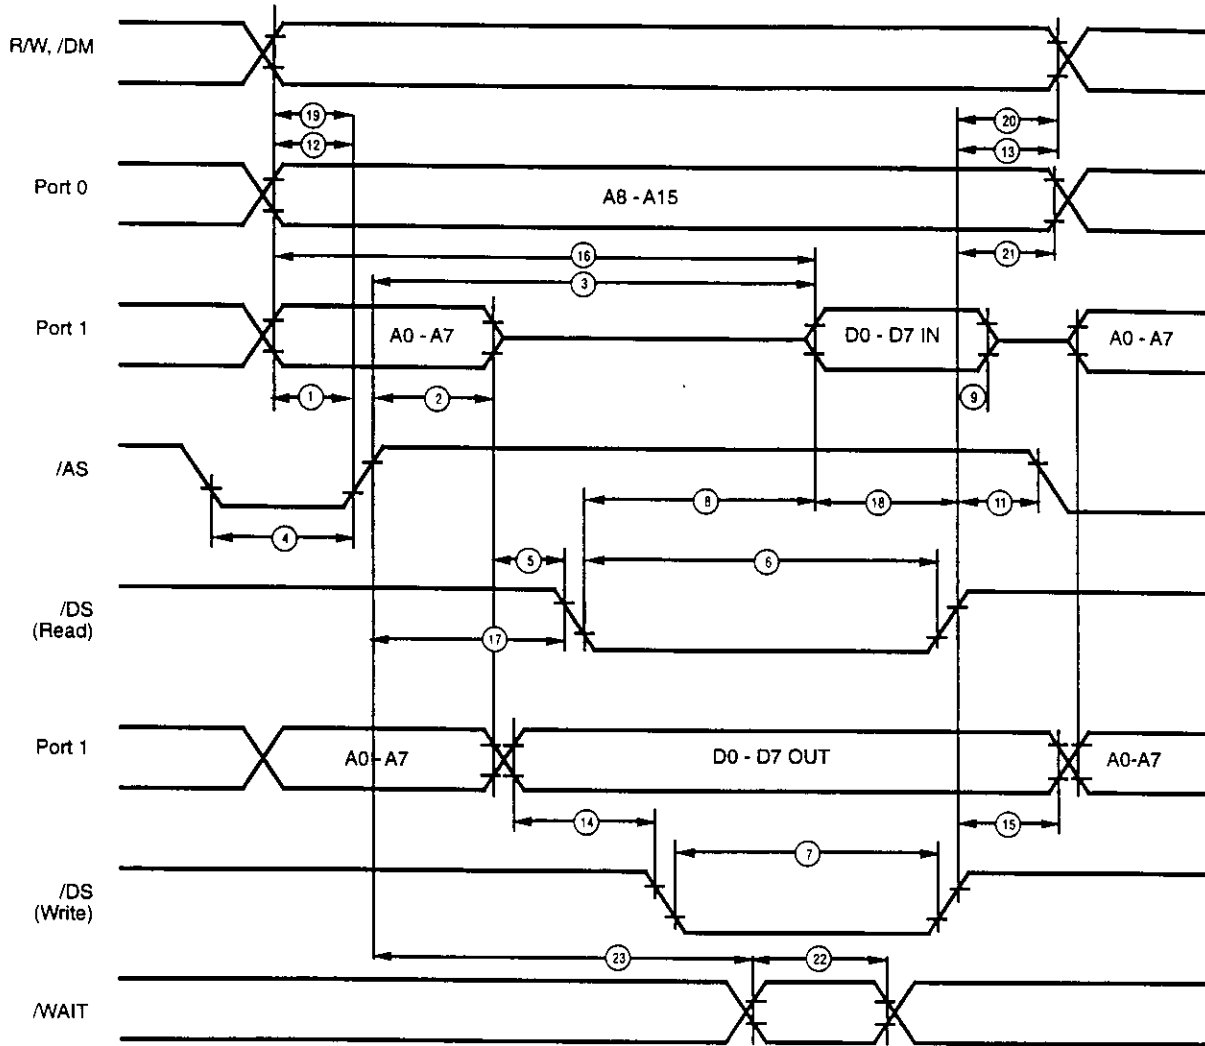 R/W, /DM
19
20
12
13
Port 0
A8 - A15
16
21
3
Port 1
A0 - A7
D0 - D7 IN
A0 - A7
1
2
9
/AS
8
18
11
4
5
6
/DS
(Read)
17
Port 1
A0 - A7
D0 - D7 OUT
A0-A7
14
15
7
/DS
(Write)
23
22
/WAIT